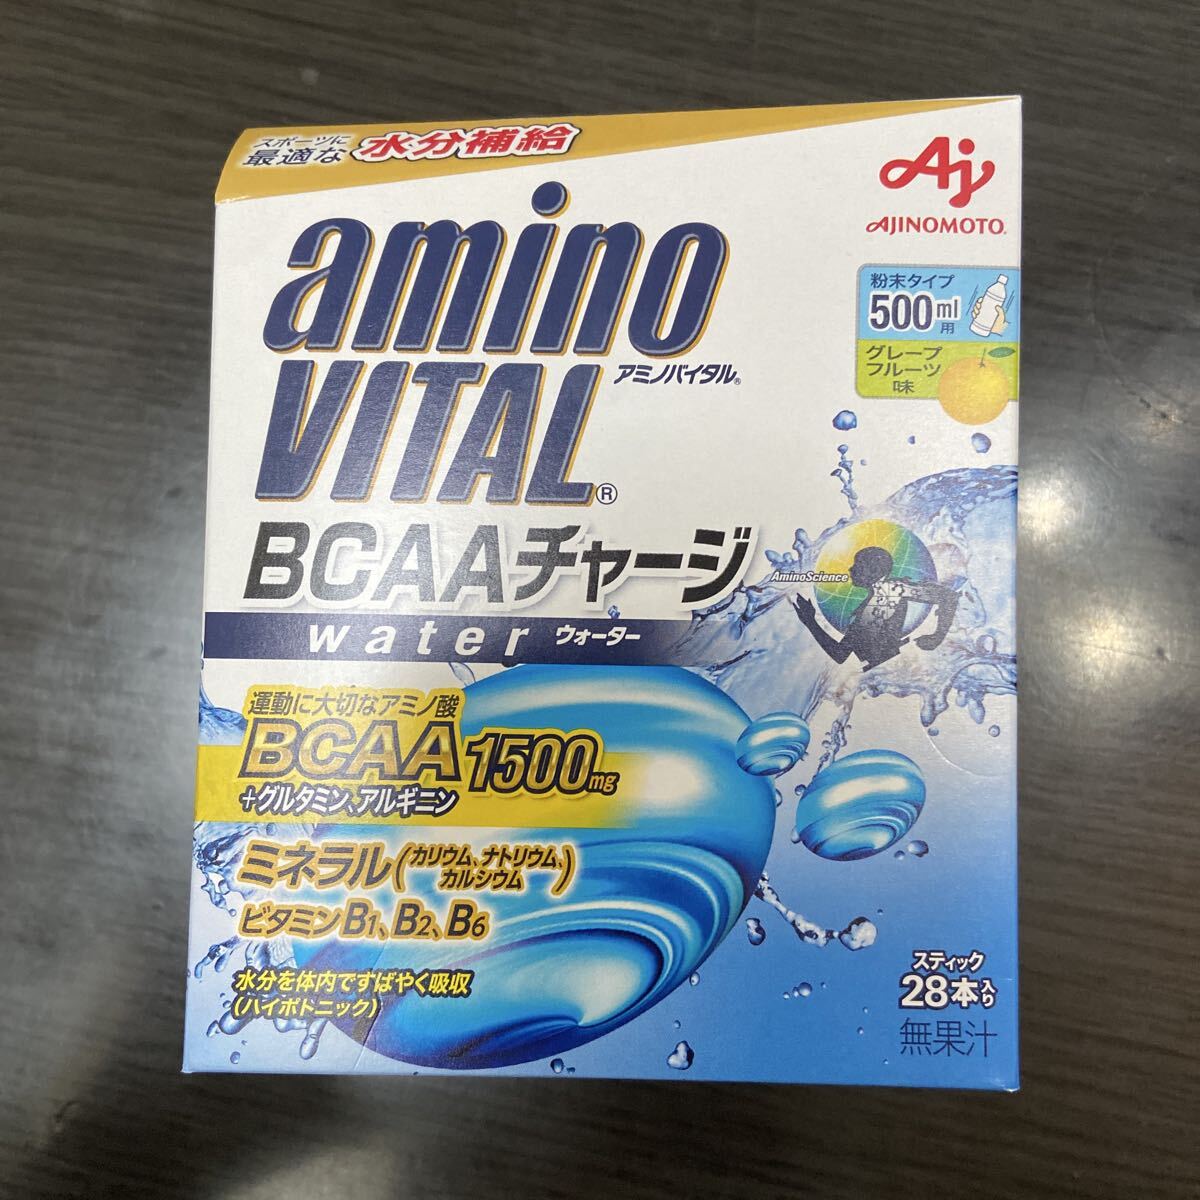 スポーツに
最適な 水分補給
Aj
AJINOMOTO
amino
VITAL®
アミノバイタル®
粉末タイプ
500ml用
グレープ
フルーツ
味
BCAAチャージ
water ウォーター
AminoScience
運動に大切なアミノ酸
BCAA 1500mg
+グルタミン、アルギニン
ミネラル(カリウム、ナトリウム、
カルシウム)
ビタミンB1、B2、B6
水分を体内ですばやく吸収
(ハイポトニック)
スティック
28本入り
無果汁